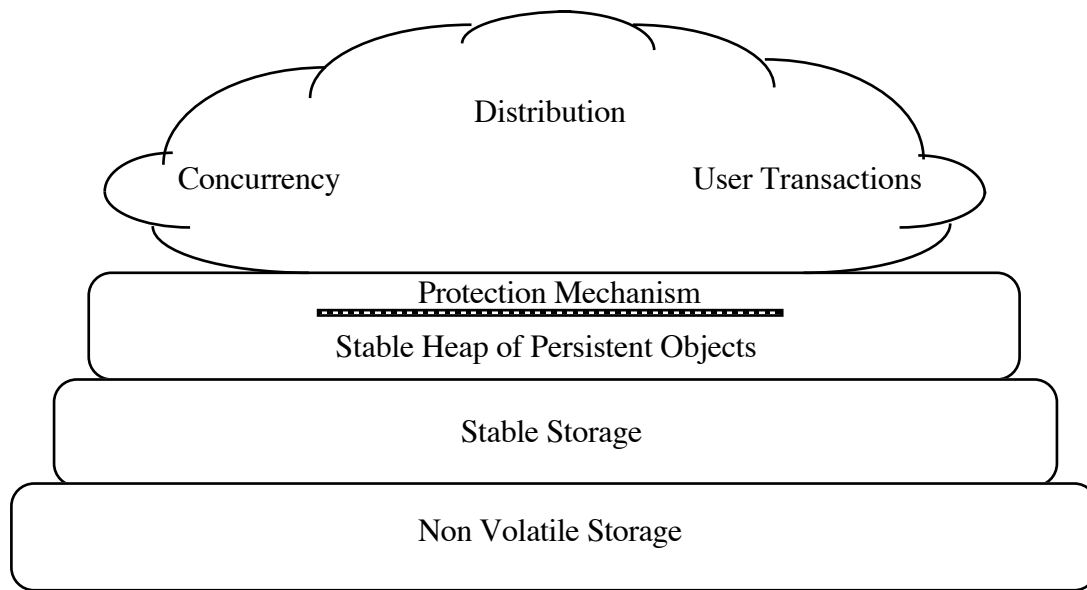 Distribution
Concurrency
User Transactions
Protection Mechanism
Stable Heap of Persistent Objects
Stable Storage
Non Volatile Storage